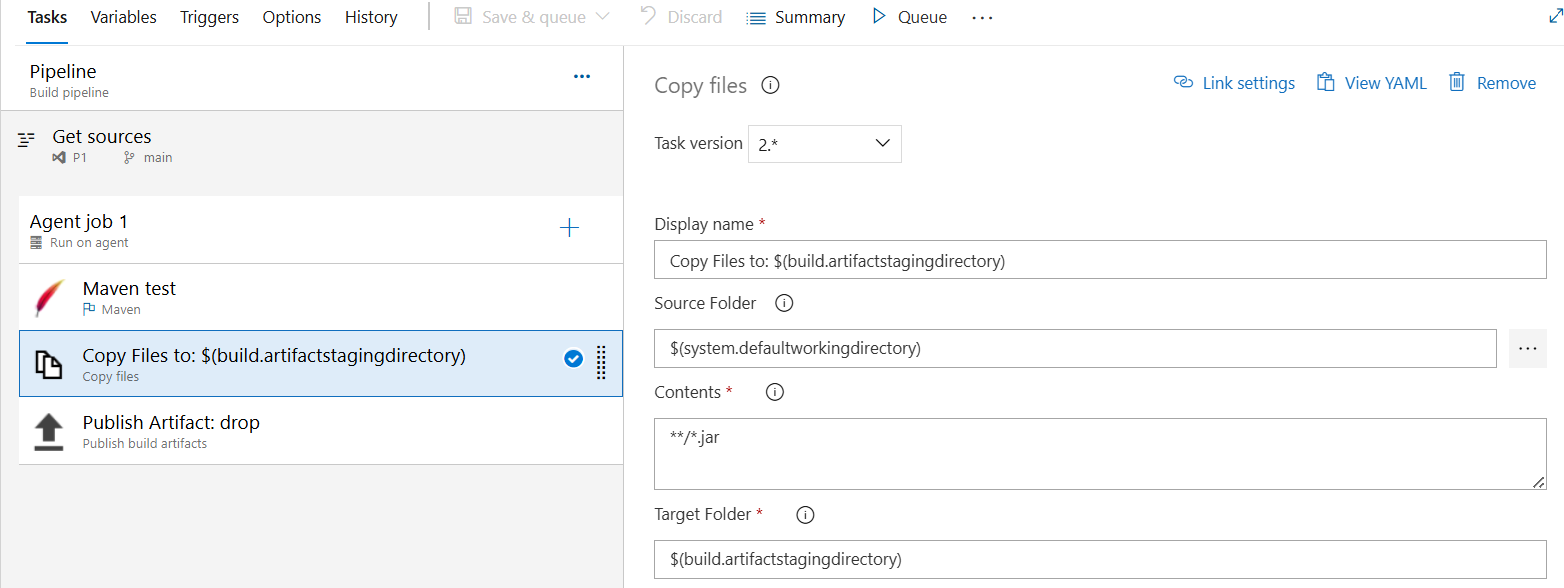 Tasks Variables Triggers Options History Save & queue Discard Summary Queue ...
Pipeline ...
Build pipeline
Get sources
P1 main
Agent job 1
Run on agent
Maven test
Maven
Copy Files to: $(build.artifactstagingdirectory)
Copy files
Publish Artifact: drop
Publish build artifacts
Copy files Link settings View YAML Remove
Task version 2.*
Display name *
Copy Files to: $(build.artifactstagingdirectory)
Source Folder
$(system.defaultworkingdirectory) ...
Contents *
**/*.jar
Target Folder *
$(build.artifactstagingdirectory)